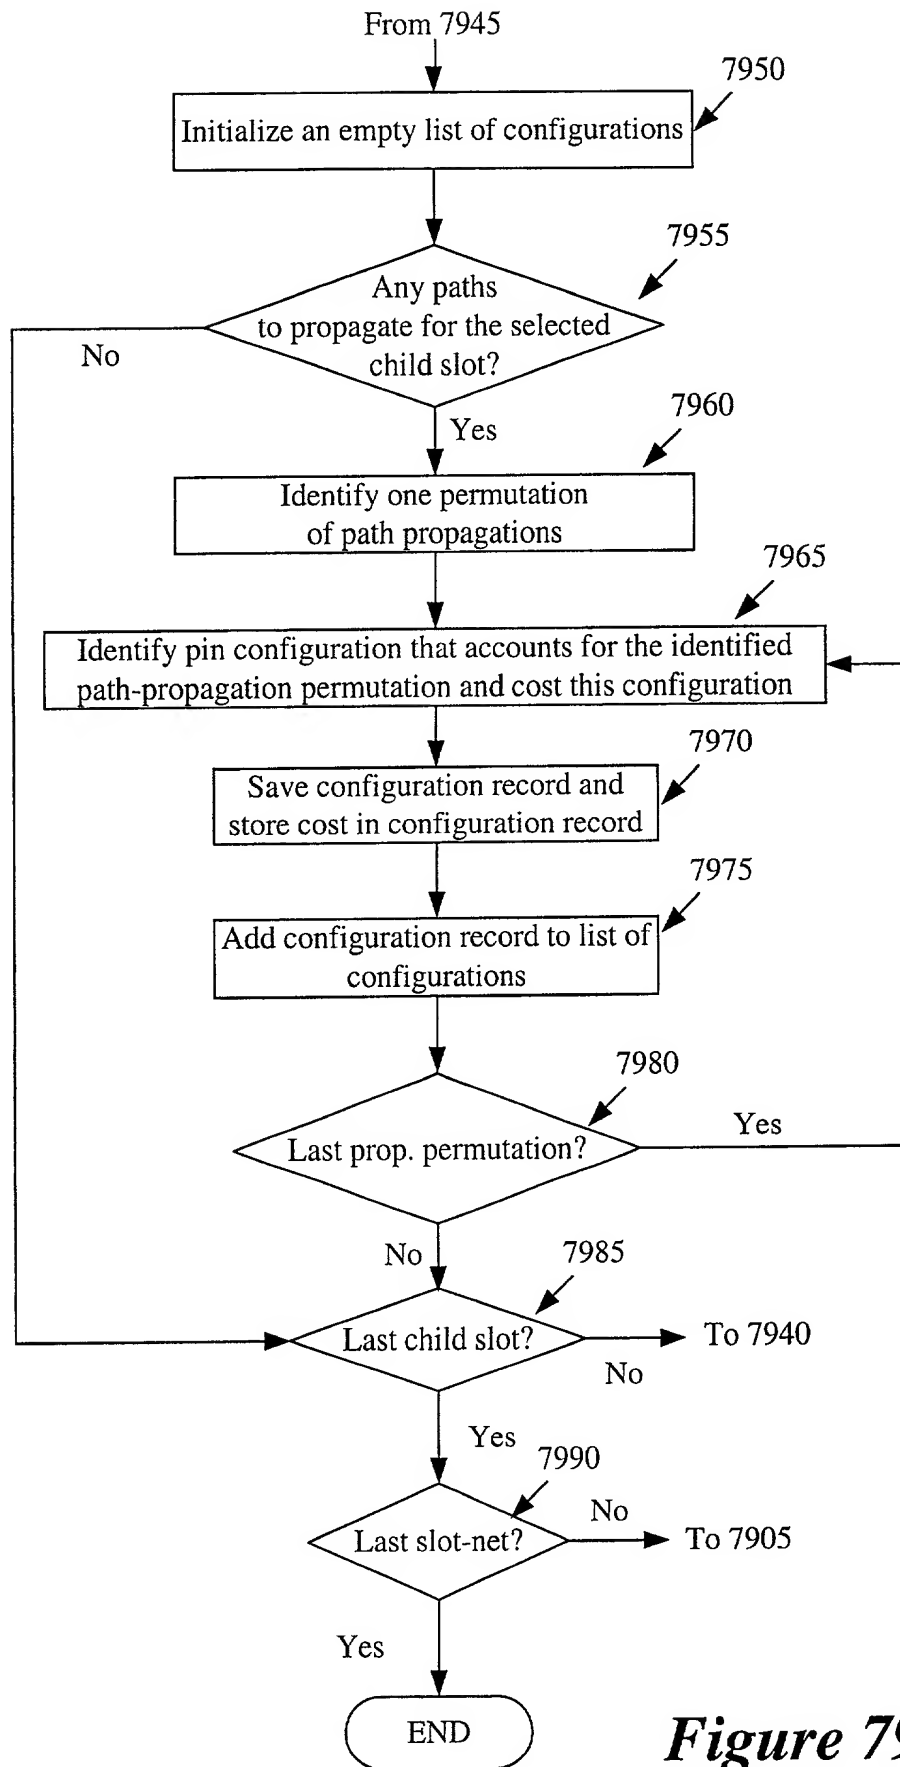 From 7945
7950
Initialize an empty list of configurations
7955
Any paths
to propagate for the selected
child slot?
No
Yes
7960
Identify one permutation
of path propagations
7965
Identify pin configuration that accounts for the identified
path-propagation permutation and cost this configuration
7970
Save configuration record and
store cost in configuration record
7975
Add configuration record to list of
configurations
7980
Last prop. permutation?
Yes
No
7985
Last child slot?
To 7940
No
Yes
7990
Last slot-net?
No
To 7905
Yes
END
Figure 79